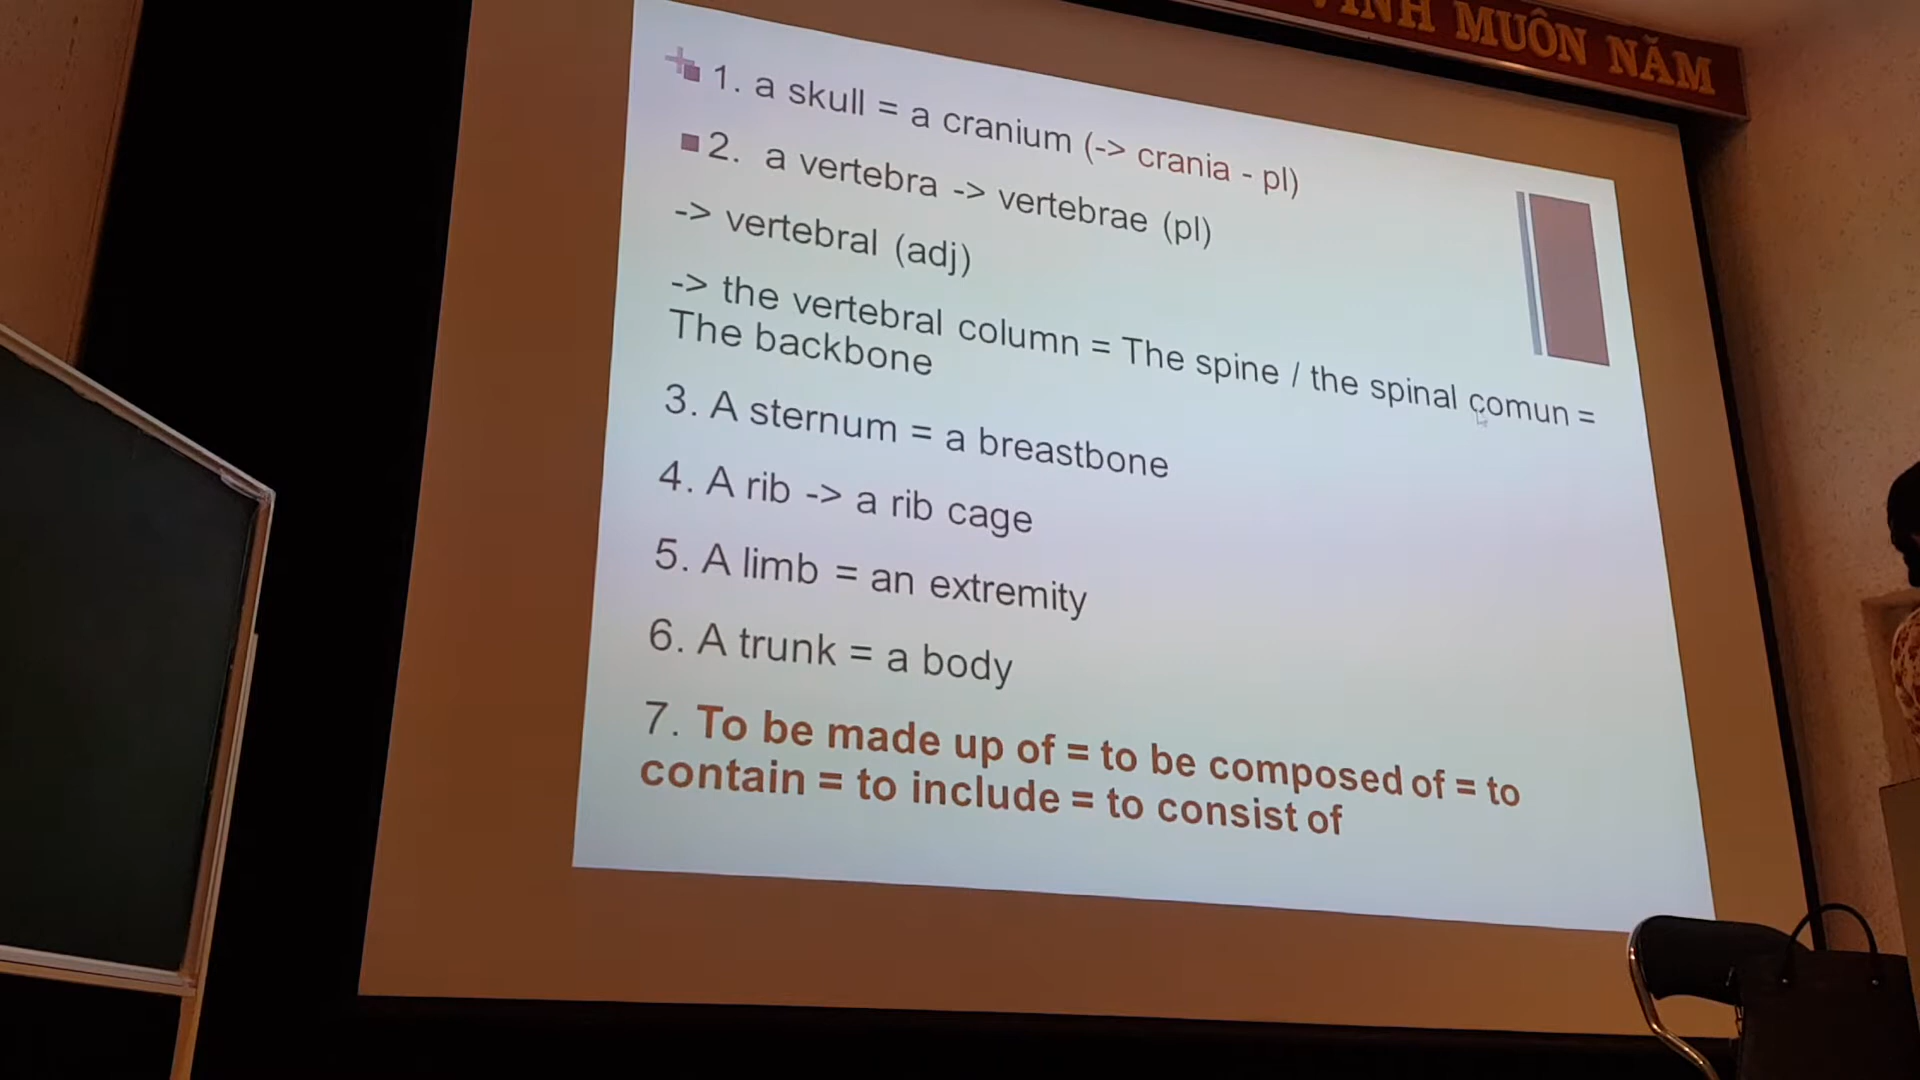 VINH MUÔN NĂM
1. a skull = a cranium (-> crania - pl)
2. a vertebra -> vertebrae (pl)
-> vertebral (adj)
-> the vertebral column = The spine / the spinal comun =
The backbone
3. A sternum = a breastbone
4. A rib -> a rib cage
5. A limb = an extremity
6. A trunk = a body
7. To be made up of = to be composed of = to
contain = to include = to consist of